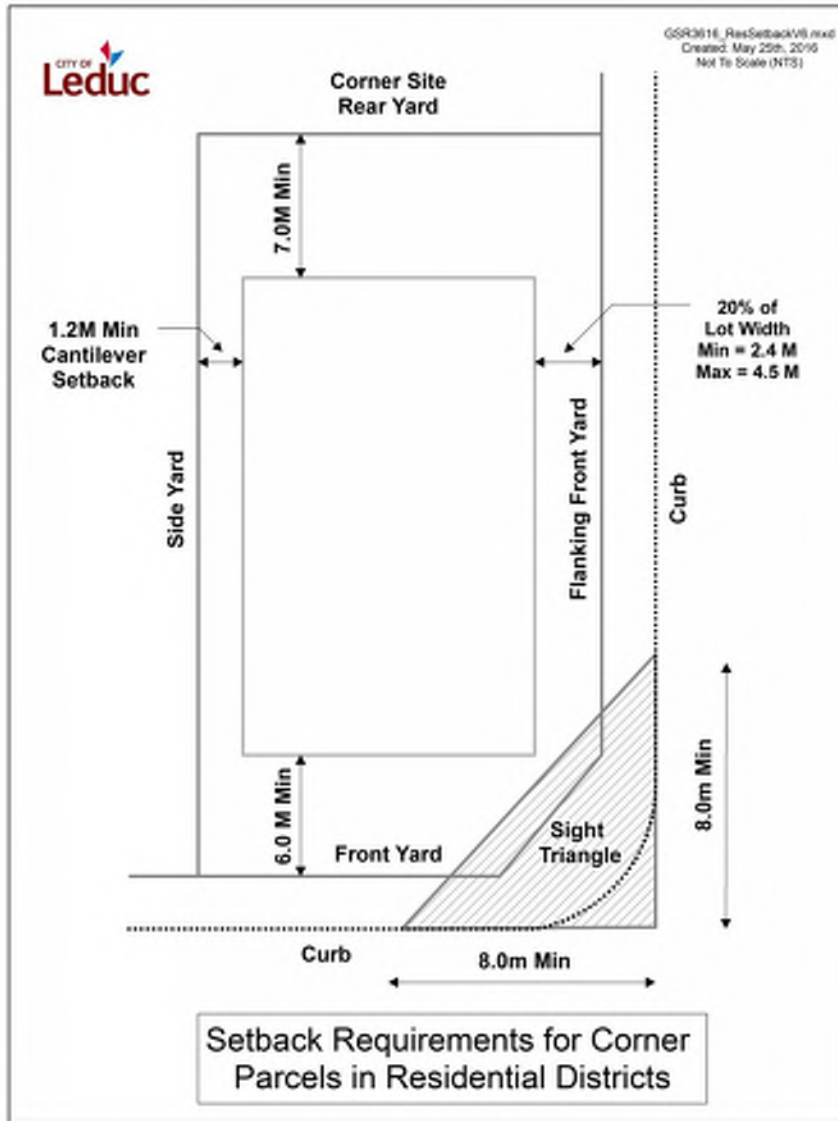 CITY OF
Leduc
GSR3616_ResSetbackV6.mxd
Created: May 25th, 2016
Not To Scale (NTS)
Corner Site
Rear Yard
7.0M Min
1.2M Min
Cantilever
Setback
20% of
Lot Width
Min = 2.4 M
Max = 4.5 M
Side Yard
Flanking Front Yard
Curb
6.0 M Min
Front Yard
Sight
Triangle
8.0m Min
Curb
8.0m Min
Setback Requirements for Corner
Parcels in Residential Districts